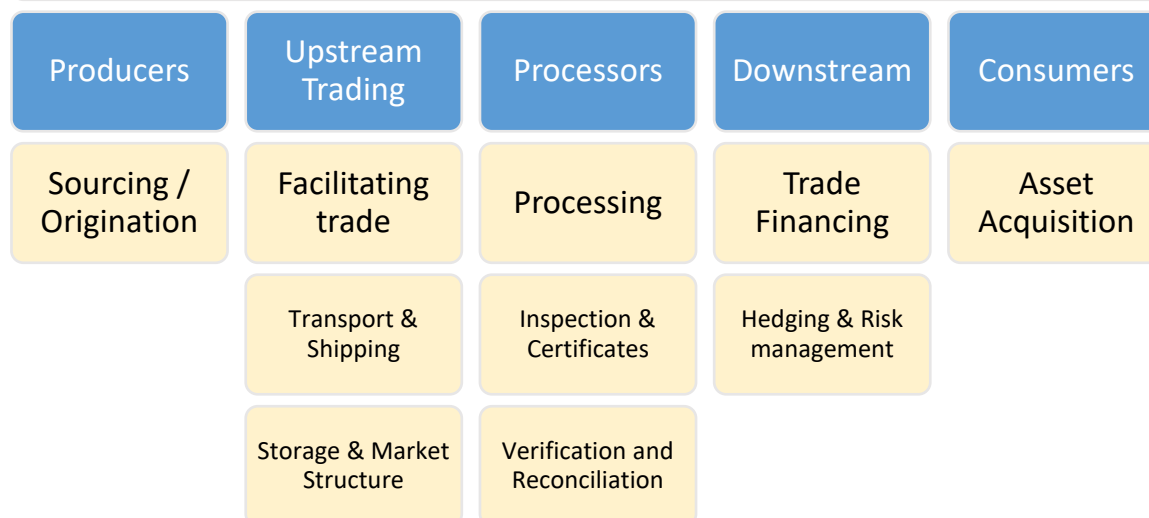 Producers
Upstream
Trading
Processors
Downstream
Consumers
Sourcing /
Origination
Facilitating
trade
Processing
Trade
Financing
Asset
Acquisition
Transport &
Shipping
Inspection &
Certificates
Hedging & Risk
management
Storage & Market
Structure
Verification and
Reconciliation